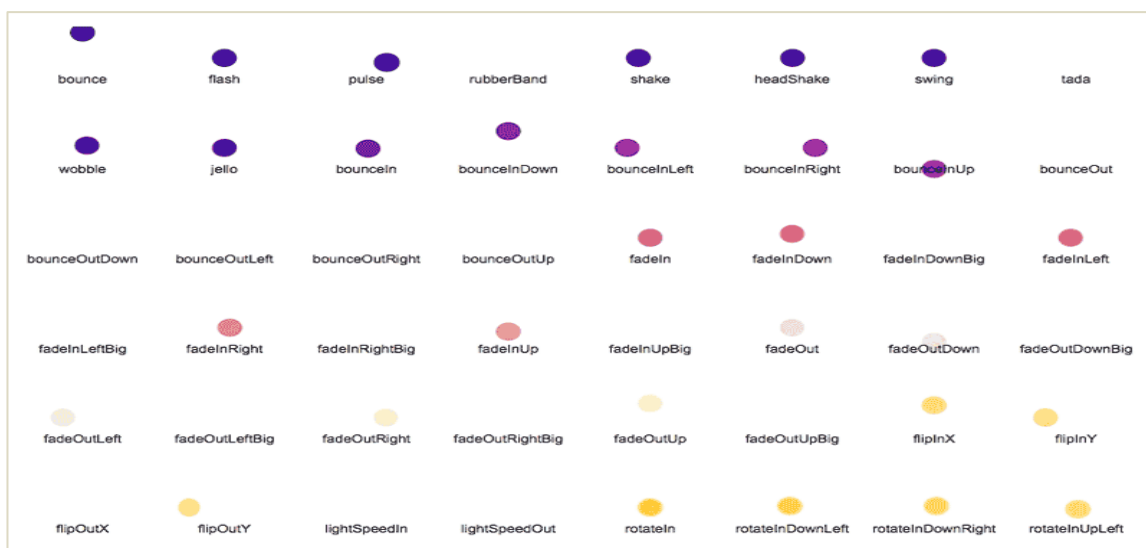 bounce flash pulse rubberBand shake headShake swing tada
wobble jello bounceIn bounceInDown bounceInLeft bounceInRight bounceInUp bounceOut
bounceOutDown bounceOutLeft bounceOutRight bounceOutUp fadeIn fadeInDown fadeInDownBig fadeInLeft
fadeInLeftBig fadeInRight fadeInRightBig fadeInUp fadeInUpBig fadeOut fadeOutDown fadeOutDownBig
fadeOutLeft fadeOutLeftBig fadeOutRight fadeOutRightBig fadeOutUp fadeOutUpBig flipInX flipInY
flipOutX flipOutY lightSpeedIn lightSpeedOut rotateIn rotateInDownLeft rotateInDownRight rotateInUpLeft